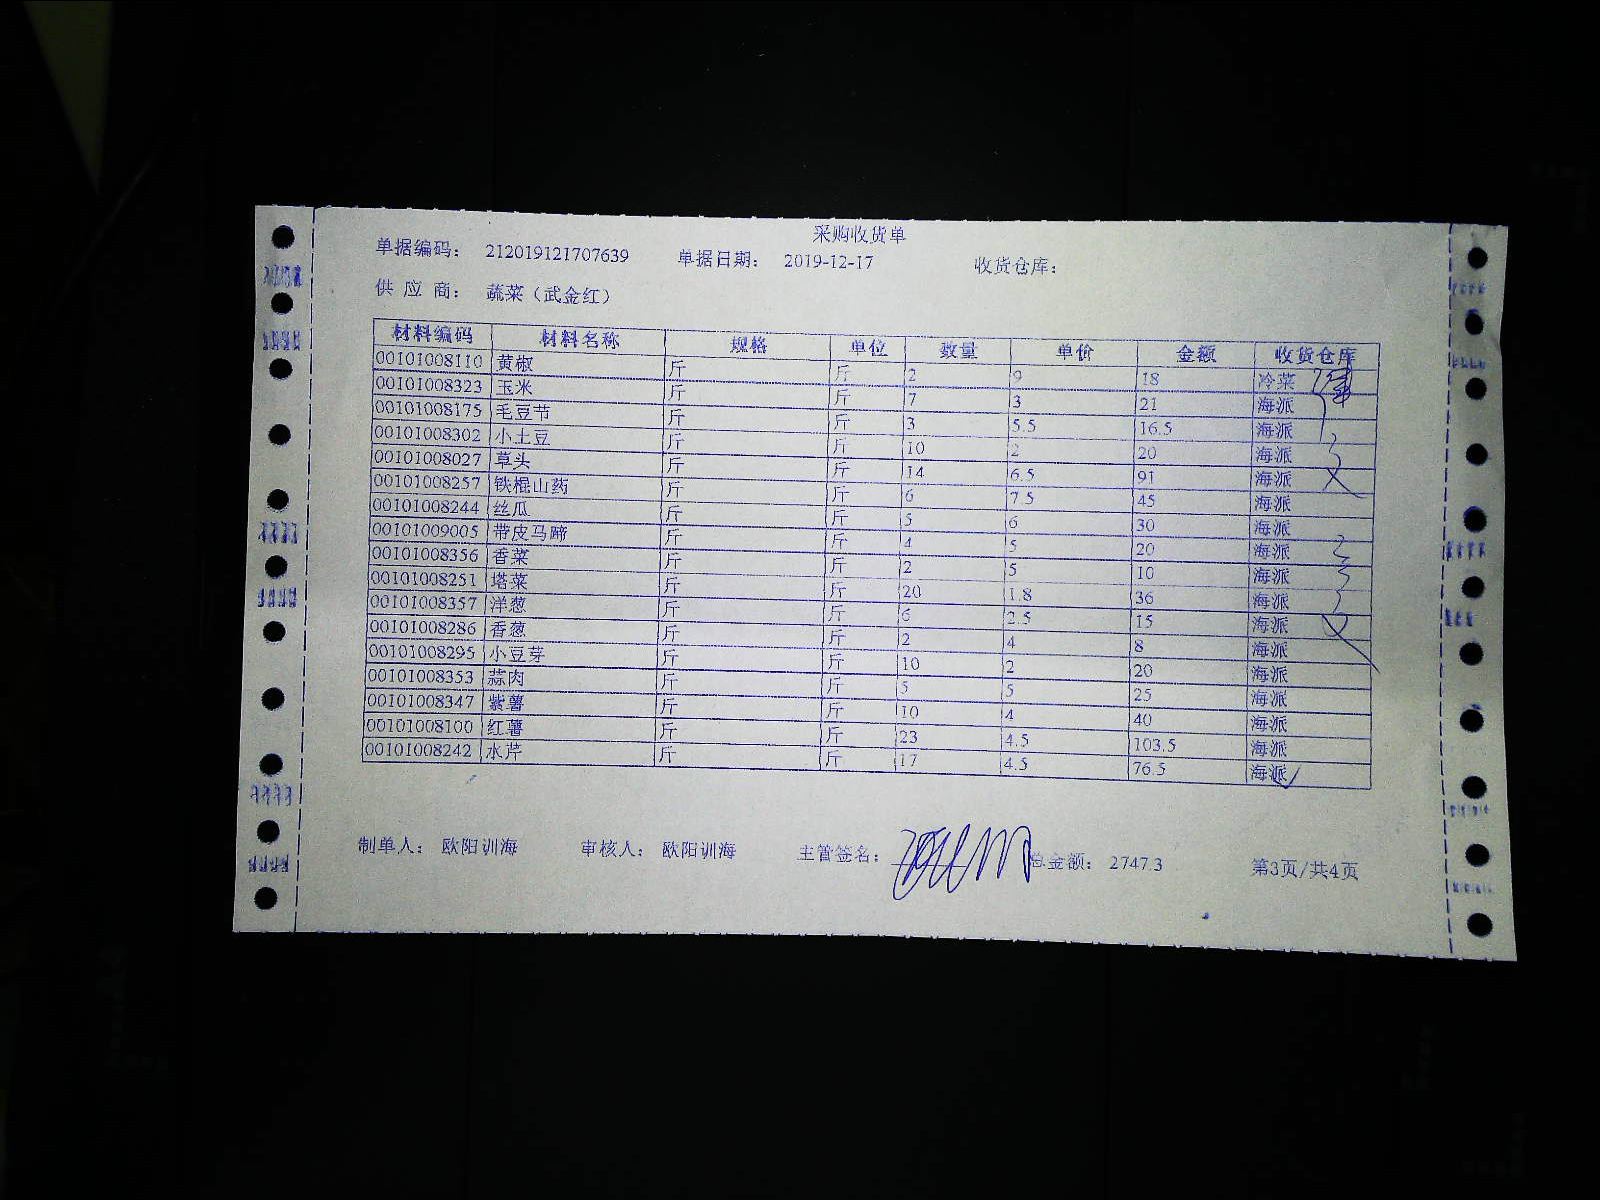 采购收货单
单据编码： 212019121707639 单据日期： 2019-12-17 收货仓库：
供 应 商： 蔬菜（武金红）
材料编码 材料名称 规格 单位 数量 单价 金额 收货仓库
00101008110 黄椒 斤 斤 2 9 18 冷菜
00101008323 玉米 斤 斤 7 3 21 海派
00101008175 毛豆节 斤 斤 3 5.5 16.5 海派
00101008302 小土豆 斤 斤 10 2 20 海派
00101008027 草头 斤 斤 14 6.5 91 海派
00101008257 铁棍山药 斤 斤 6 7.5 45 海派
00101008244 丝瓜 斤 斤 5 6 30 海派
00101009005 带皮马蹄 斤 斤 4 5 20 海派
00101008356 香菜 斤 斤 2 5 10 海派
00101008251 塔菜 斤 斤 20 1.8 36 海派
00101008357 洋葱 斤 斤 6 2.5 15 海派
00101008286 香葱 斤 斤 2 4 8 海派
00101008295 小豆芽 斤 斤 10 2 20 海派
00101008353 蒜肉 斤 斤 5 5 25 海派
00101008347 紫薯 斤 斤 10 4 40 海派
00101008100 红薯 斤 斤 23 4.5 103.5 海派
00101008242 水芹 斤 斤 17 4.5 76.5 海派
制单人： 欧阳训海 审核人： 欧阳训海 主管签名： 总金额： 2747.3 第3页/共4页